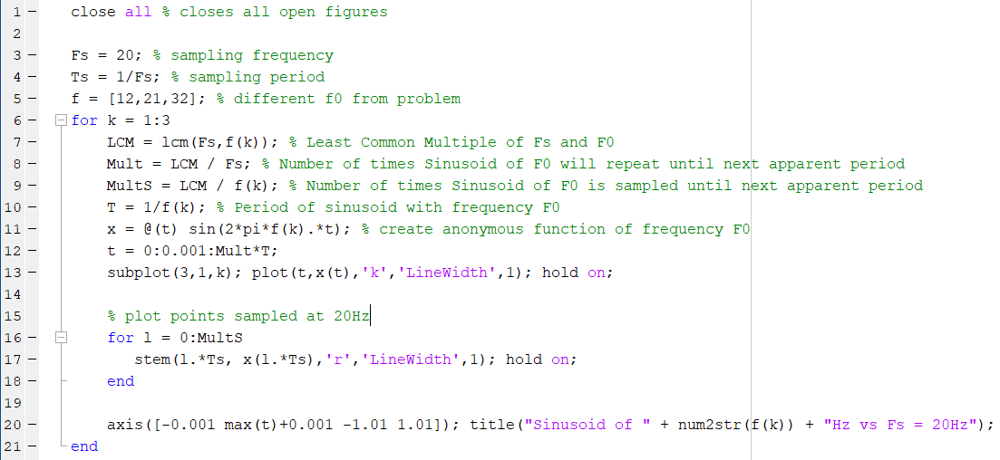 1 − close all % closes all open figures
2
3 − Fs = 20; % sampling frequency
4 − Ts = 1/Fs; % sampling period
5 − f = [12,21,32]; % different f0 from problem
6 − for k = 1:3
7 − LCM = lcm(Fs,f(k)); % Least Common Multiple of Fs and F0
8 − Mult = LCM / Fs; % Number of times Sinusoid of F0 will repeat until next apparent period
9 − MultS = LCM / f(k); % Number of times Sinusoid of F0 is sampled until next apparent period
10 − T = 1/f(k); % Period of sinusoid with frequency F0
11 − x = @(t) sin(2*pi*f(k).*t); % create anonymous function of frequency F0
12 − t = 0:0.001:Mult*T;
13 − subplot(3,1,k); plot(t,x(t),'k','LineWidth',1); hold on;
14
15 % plot points sampled at 20Hz
16 − for l = 0:MultS
17 − stem(l.*Ts, x(l.*Ts),'r','LineWidth',1); hold on;
18 − end
19
20 − axis([-0.001 max(t)+0.001 -1.01 1.01]); title("Sinusoid of " + num2str(f(k)) + "Hz vs Fs = 20Hz");
21 − end